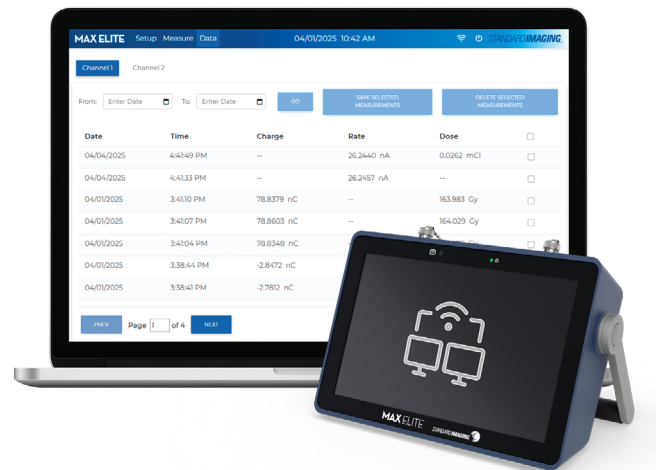 MAX ELITE Setup Measure Data 04/01/2025 10:42 AM STANDARD IMAGING
Channel 1 Channel 2
From: Enter Date To: Enter Date GO SAVE SELECTED MEASUREMENTS DELETE SELECTED MEASUREMENTS
Date Time Charge Rate Dose
04/04/2025 4:41:49 PM -- 26.2440 nA 0.0262 mCi
04/04/2025 4:41:33 PM -- 26.2457 nA --
04/01/2025 3:41:10 PM 78.8379 nC -- 163.983 Gy
04/01/2025 3:41:07 PM 78.8603 nC -- 164.029 Gy
04/01/2025 3:41:04 PM 78.8348 nC
04/01/2025 3:38:44 PM -2.8472 nC
04/01/2025 3:38:41 PM -2.7812 nC
PREV Page 1 of 4 NEXT
MAX ELITE STANDARD IMAGING